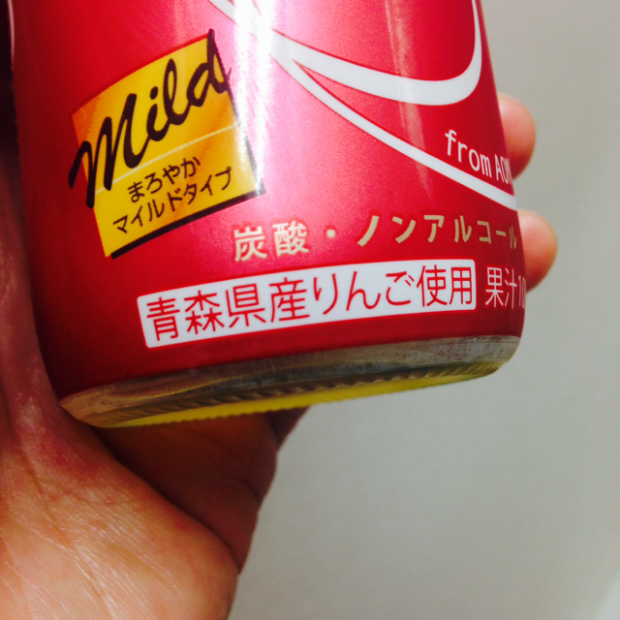 Mild
まろやか
マイルドタイプ
from
炭酸・ノンアルコール
青森県産りんご使用 果汁